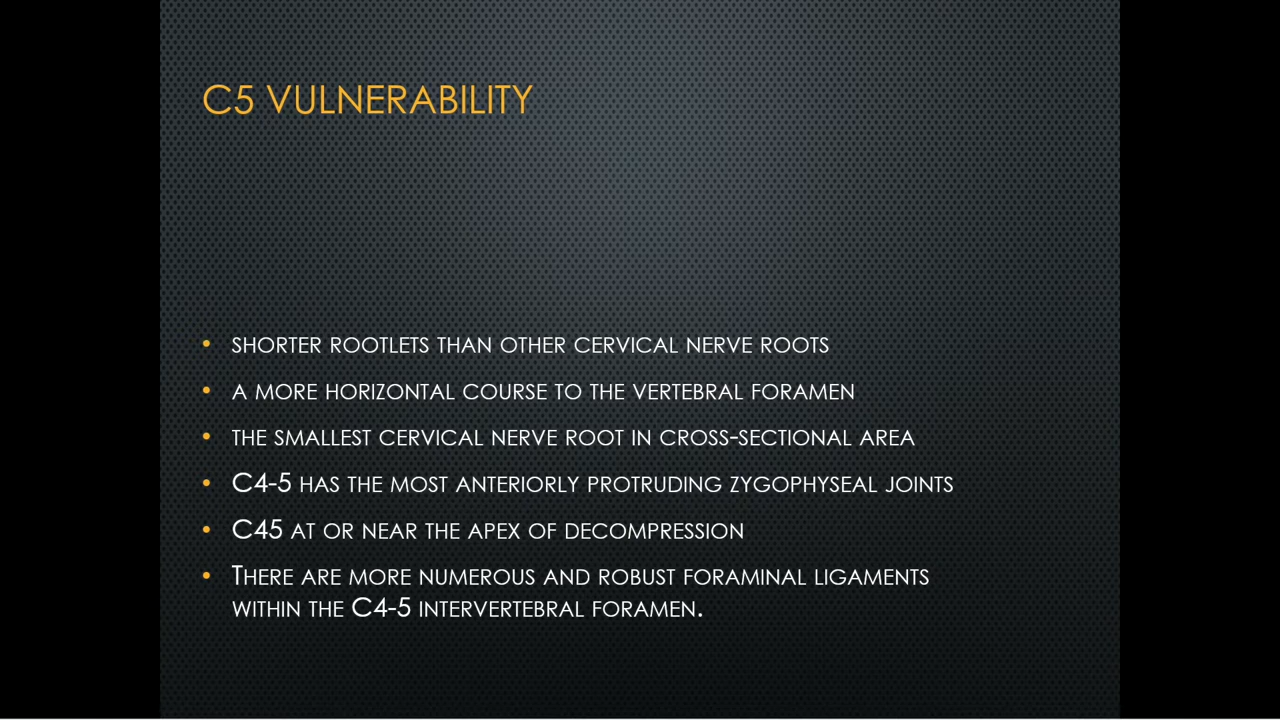 C5 VULNERABILITY
• SHORTER ROOTLETS THAN OTHER CERVICAL NERVE ROOTS
• A MORE HORIZONTAL COURSE TO THE VERTEBRAL FORAMEN
• THE SMALLEST CERVICAL NERVE ROOT IN CROSS-SECTIONAL AREA
• C4-5 HAS THE MOST ANTERIORLY PROTRUDING ZYGOPHYSEAL JOINTS
• C45 AT OR NEAR THE APEX OF DECOMPRESSION
• THERE ARE MORE NUMEROUS AND ROBUST FORAMINAL LIGAMENTS
WITHIN THE C4-5 INTERVERTEBRAL FORAMEN.